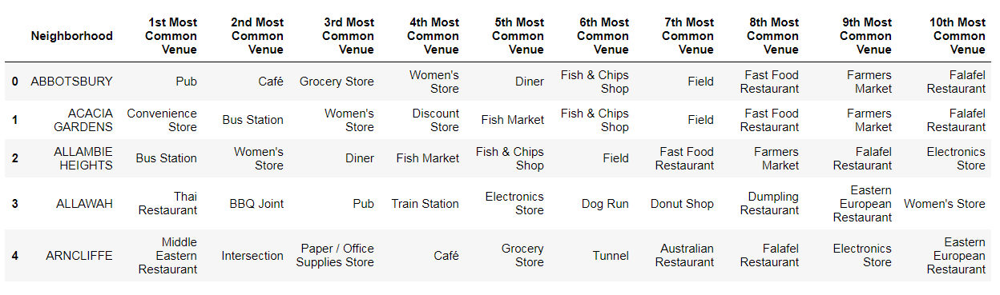 Neighborhood 1st Most Common Venue 2nd Most Common Venue 3rd Most Common Venue 4th Most Common Venue 5th Most Common Venue 6th Most Common Venue 7th Most Common Venue 8th Most Common Venue 9th Most Common Venue 10th Most Common Venue
0 ABBOTSBURY Pub Café Grocery Store Women's Store Diner Fish & Chips Shop Field Fast Food Restaurant Farmers Market Falafel Restaurant
1 ACACIA GARDENS Convenience Store Bus Station Women's Store Discount Store Fish Market Fish & Chips Shop Field Fast Food Restaurant Farmers Market Falafel Restaurant
2 ALLAMBIE HEIGHTS Bus Station Women's Store Diner Fish Market Fish & Chips Shop Field Fast Food Restaurant Farmers Market Falafel Restaurant Electronics Store
3 ALLAWAH Thai Restaurant BBQ Joint Pub Train Station Electronics Store Dog Run Donut Shop Dumpling Restaurant Eastern European Restaurant Women's Store
4 ARNCLIFFE Middle Eastern Restaurant Intersection Paper / Office Supplies Store Café Grocery Store Tunnel Australian Restaurant Falafel Restaurant Electronics Store Eastern European Restaurant